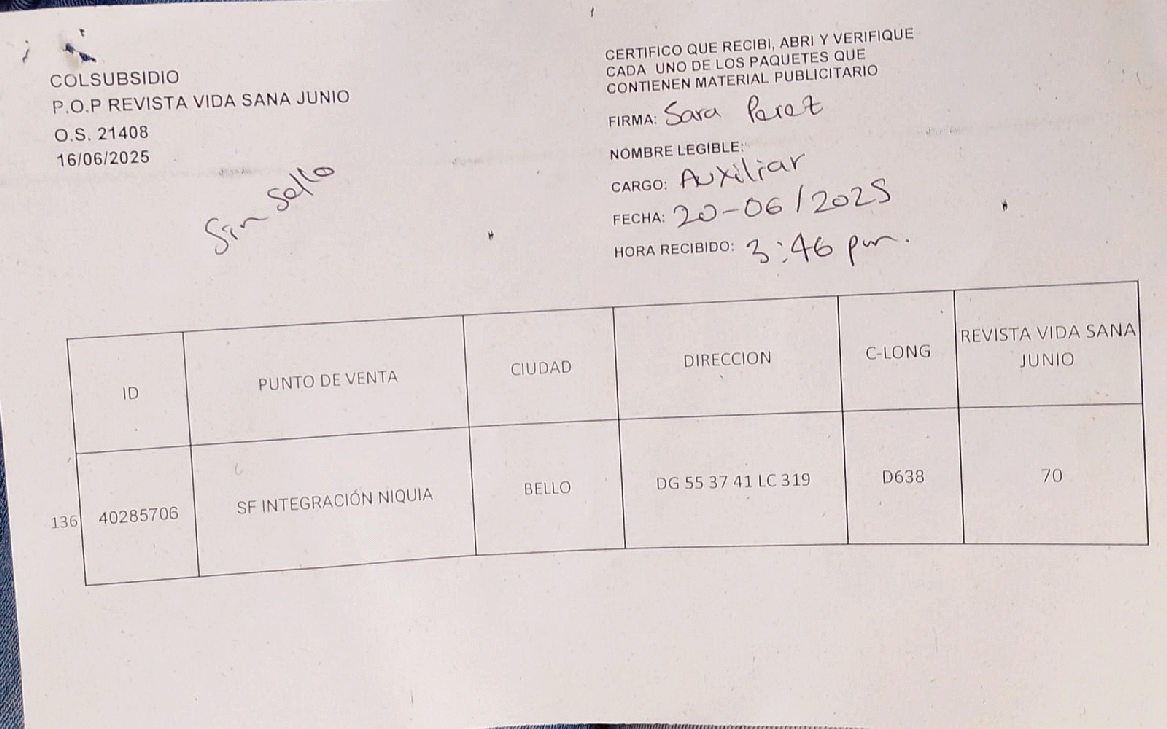 COLSUBSIDIO
P.O.P REVISTA VIDA SANA JUNIO
O.S. 21408
16/06/2025
Sin Sello
CERTIFICO QUE RECIBI, ABRI Y VERIFIQUE
CADA UNO DE LOS PAQUETES QUE
CONTIENEN MATERIAL PUBLICITARIO
FIRMA: Sara Perez
NOMBRE LEGIBLE:
CARGO: Auxiliar
FECHA: 20-06/2025
HORA RECIBIDO: 3:46 pm.
ID PUNTO DE VENTA CIUDAD DIRECCION C-LONG REVISTA VIDA SANA JUNIO
136 40285706 SF INTEGRACIÓN NIQUIA BELLO DG 55 37 41 LC 319 D638 70